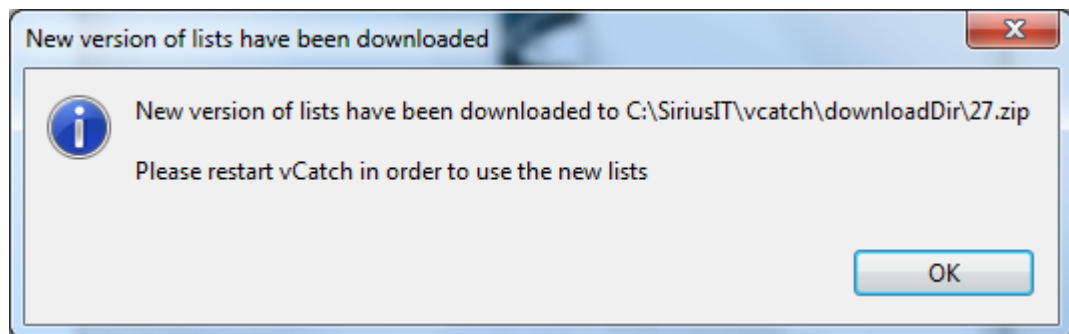 New version of lists have been downloaded
New version of lists have been downloaded to C:\SiriusIT\vcatch\downloadDir\27.zip
Please restart vCatch in order to use the new lists
OK